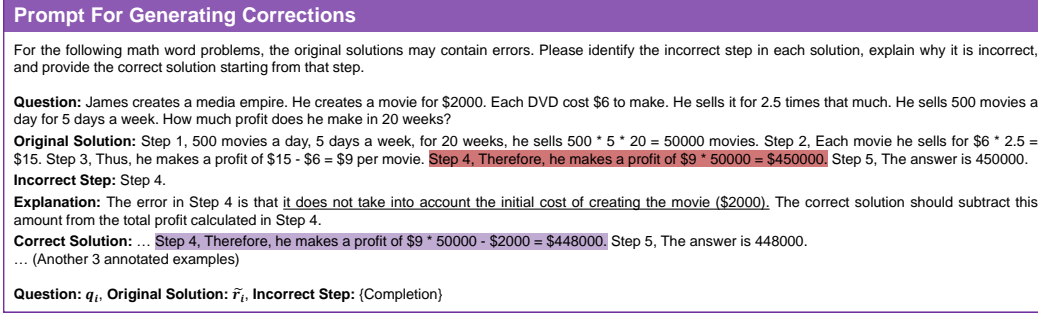 Prompt For Generating Corrections
For the following math word problems, the original solutions may contain errors. Please identify the incorrect step in each solution, explain why it is incorrect,
and provide the correct solution starting from that step.
Question: James creates a media empire. He creates a movie for $2000. Each DVD cost $6 to make. He sells it for 2.5 times that much. He sells 500 movies a
day for 5 days a week. How much profit does he make in 20 weeks?
Original Solution: Step 1, 500 movies a day, 5 days a week, for 20 weeks, he sells 500 * 5 * 20 = 50000 movies. Step 2, Each movie he sells for $6 * 2.5 =
$15. Step 3, Thus, he makes a profit of $15 - $6 = $9 per movie. Step 4, Therefore, he makes a profit of $9 * 50000 = $450000. Step 5, The answer is 450000.
Incorrect Step: Step 4.
Explanation: The error in Step 4 is that it does not take into account the initial cost of creating the movie ($2000). The correct solution should subtract this
amount from the total profit calculated in Step 4.
Correct Solution: … Step 4, Therefore, he makes a profit of $9 * 50000 - $2000 = $448000. Step 5, The answer is 448000.
… (Another 3 annotated examples)
Question: qᵢ, Original Solution: r̃ᵢ, Incorrect Step: {Completion}